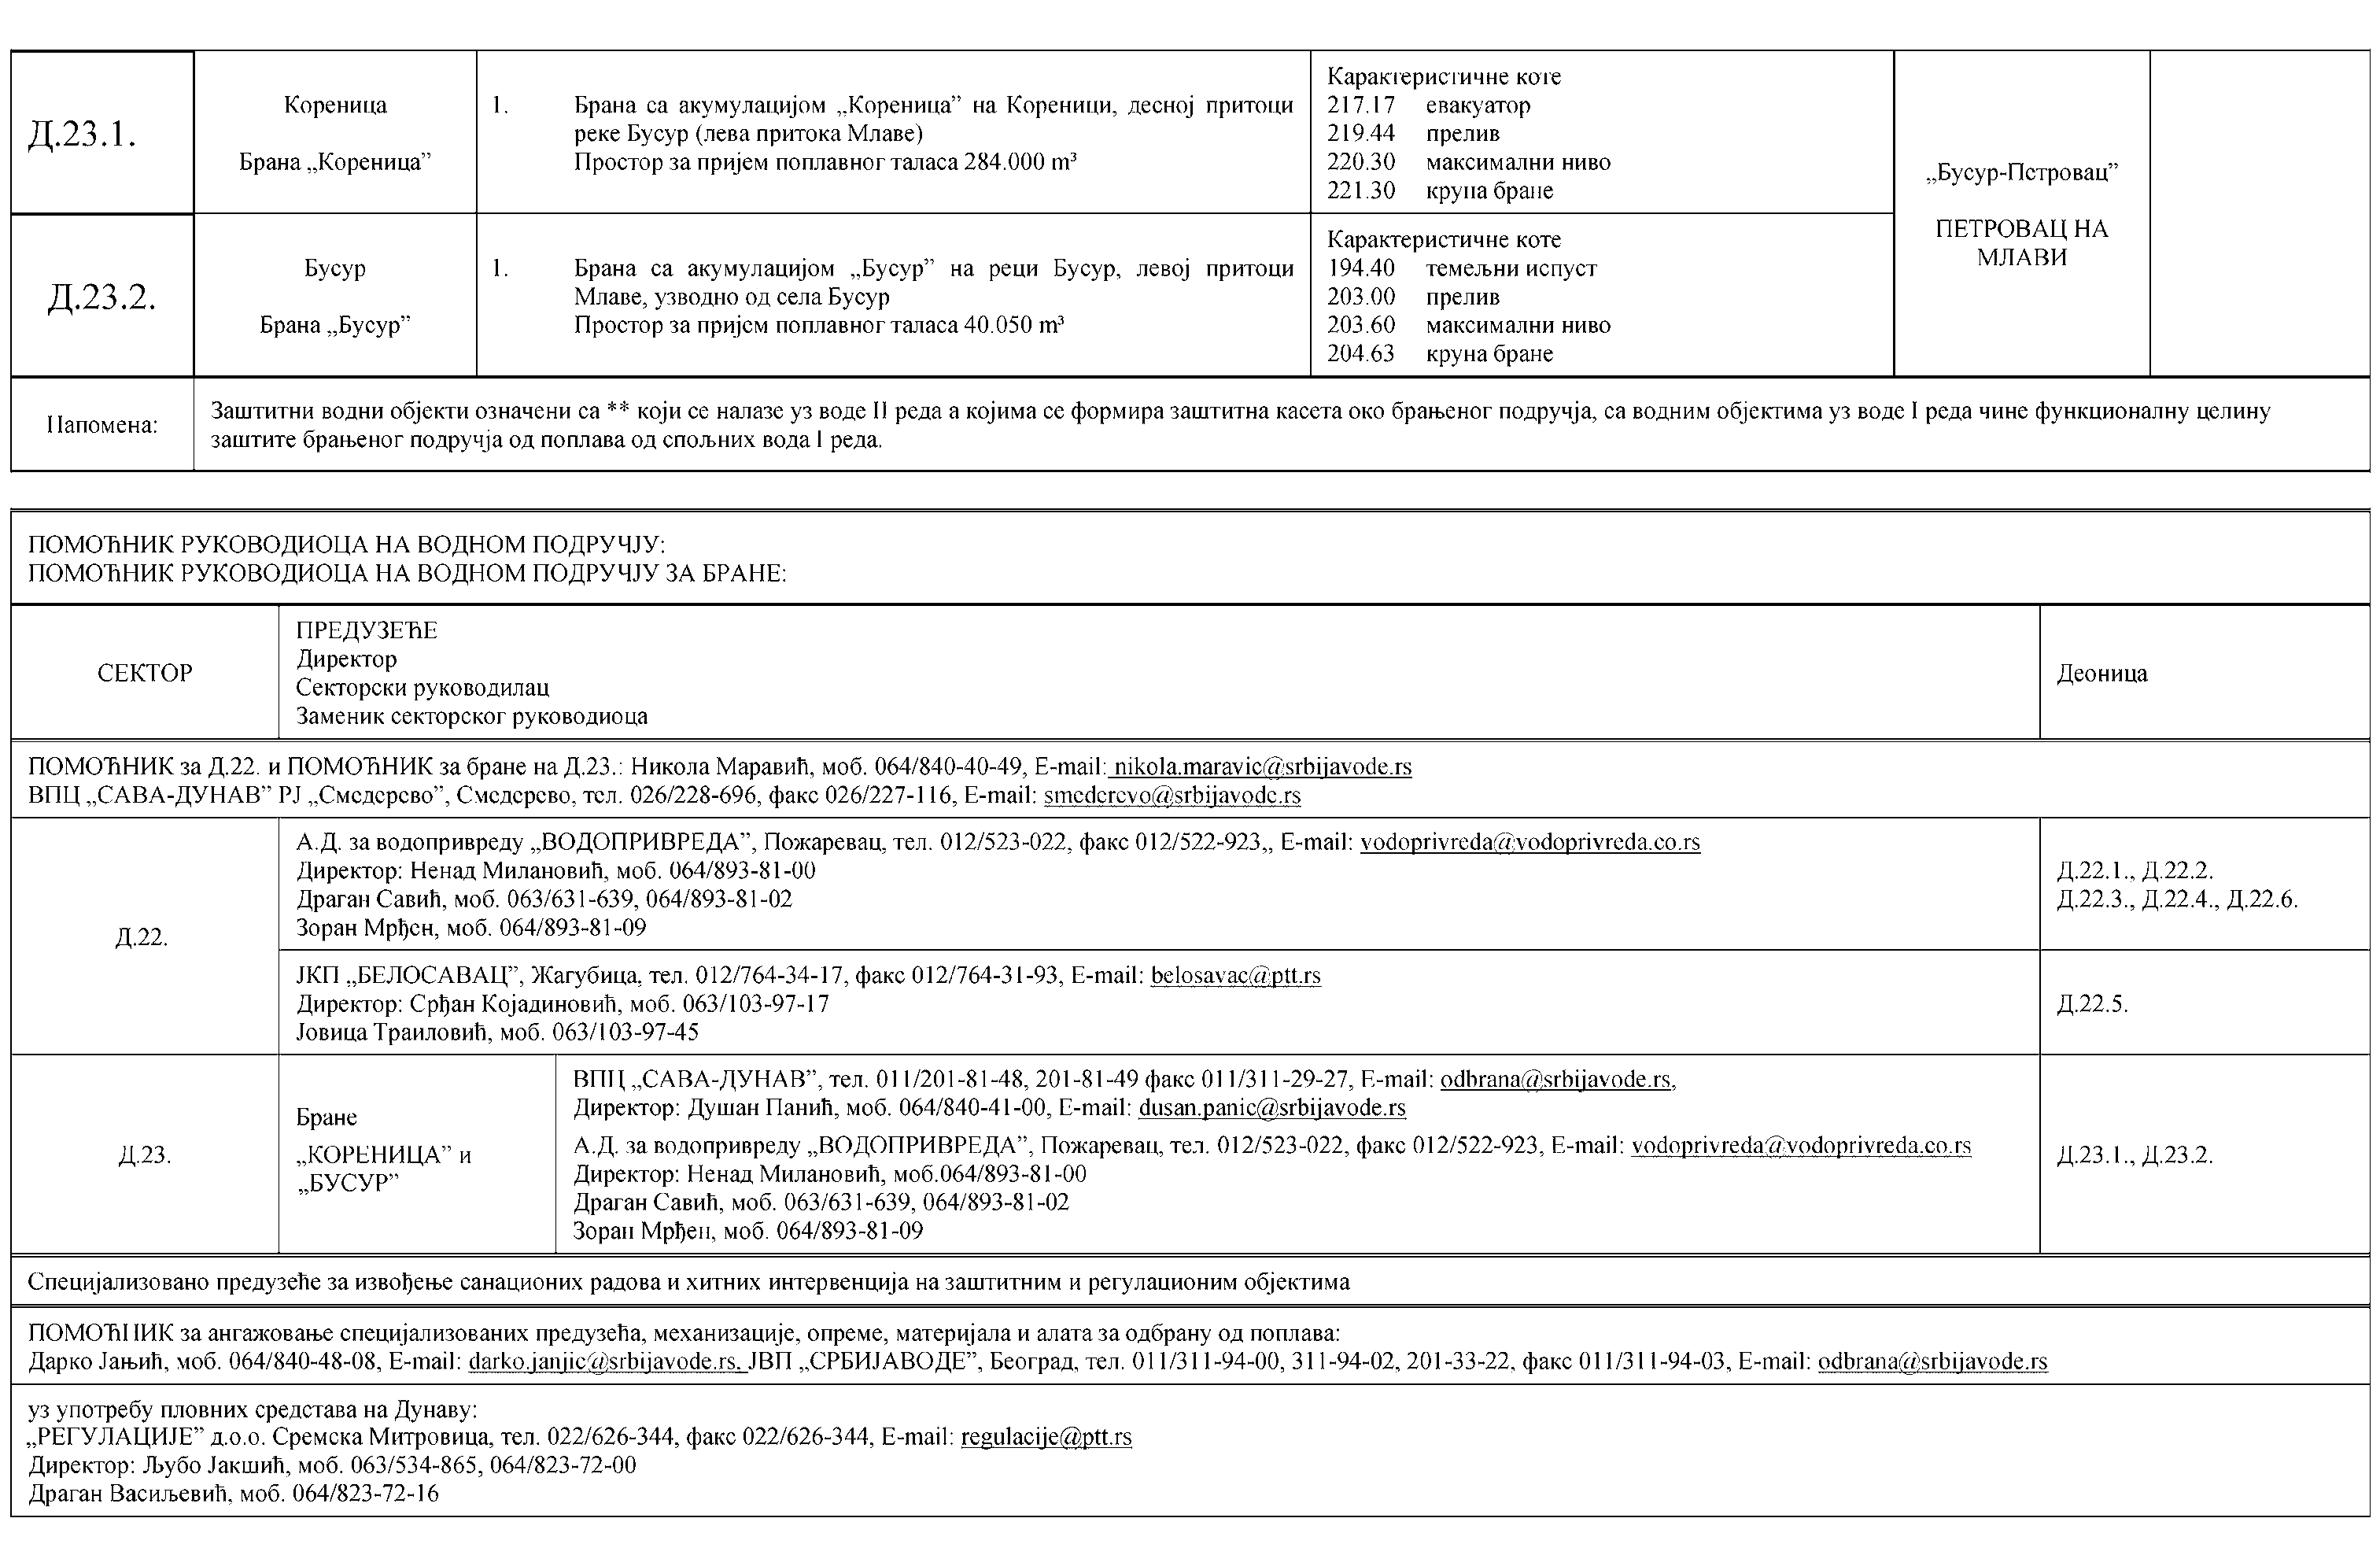 Д.23.1.
Кореница
Брана „Кореница”
1. Брана са акумулацијом „Кореница” на Кореници, десној притоци
реке Бусур (лева притока Млаве)
Простор за пријем поплавног таласа 284.000 m³
Карактеристичне коте
217.17 евакуатор
219.44 прелив
220.30 максимални ниво
221.30 круна бране
„Бусур-Петровац”
ПЕТРОВАЦ НА
МЛАВИ
Д.23.2.
Бусур
Брана „Бусур”
1. Брана са акумулацијом „Бусур” на реци Бусур, левој притоци
Млаве, узводно од села Бусур
Простор за пријем поплавног таласа 40.050 m³
Карактеристичне коте
194.40 темељни испуст
203.00 прелив
203.60 максимални ниво
204.63 круна бране
Напомена:
Заштитни водни објекти означени са ** који се налазе уз воде II реда а којима се формира заштитна касета око брањеног подручја, са водним објектима уз воде I реда чине функционалну целину
заштите брањеног подручја од поплава од спољних вода I реда.
ПОМОЋНИК РУКОВОДИОЦА НА ВОДНОМ ПОДРУЧЈУ:
ПОМОЋНИК РУКОВОДИОЦА НА ВОДНОМ ПОДРУЧЈУ ЗА БРАНЕ:
СЕКТОР
ПРЕДУЗЕЋЕ
Директор
Секторски руководилац
Заменик секторског руководиоца
Деоница
ПОМОЋНИК за Д.22. и ПОМОЋНИК за бране на Д.23.: Никола Маравић, моб. 064/840-40-49, E-mail: nikola.maravic@srbijavode.rs
ВПЦ „САВА-ДУНАВ” РЈ „Смедерево”, Смедерево, тел. 026/228-696, факс 026/227-116, E-mail: smederevo@srbijavode.rs
Д.22.
А.Д. за водопривреду „ВОДОПРИВРЕДА”, Пожаревац, тел. 012/523-022, факс 012/522-923,, E-mail: vodoprivreda@vodoprivreda.co.rs
Директор: Ненад Милановић, моб. 064/893-81-00
Драган Савић, моб. 063/631-639, 064/893-81-02
Зоран Мрђен, моб. 064/893-81-09
Д.22.1., Д.22.2.
Д.22.3., Д.22.4., Д.22.6.
ЈКП „БЕЛОСАВАЦ”, Жагубица, тел. 012/764-34-17, факс 012/764-31-93, E-mail: belosavac@ptt.rs
Директор: Срђан Којадиновић, моб. 063/103-97-17
Јовица Траиловић, моб. 063/103-97-45
Д.22.5.
Д.23.
Бране
„КОРЕНИЦА” и
„БУСУР”
ВПЦ „САВА-ДУНАВ”, тел. 011/201-81-48, 201-81-49 факс 011/311-29-27, E-mail: odbrana@srbijavode.rs,
Директор: Душан Панић, моб. 064/840-41-00, E-mail: dusan.panic@srbijavode.rs
А.Д. за водопривреду „ВОДОПРИВРЕДА”, Пожаревац, тел. 012/523-022, факс 012/522-923, E-mail: vodoprivreda@vodoprivreda.co.rs
Директор: Ненад Милановић, моб.064/893-81-00
Драган Савић, моб. 063/631-639, 064/893-81-02
Зоран Мрђен, моб. 064/893-81-09
Д.23.1., Д.23.2.
Специјализовано предузеће за извођење санационих радова и хитних интервенција на заштитним и регулационим објектима
ПОМОЋНИК за ангажовање специјализованих предузећа, механизације, опреме, материјала и алата за одбрану од поплава:
Дарко Јањић, моб. 064/840-48-08, E-mail: darko.janjic@srbijavode.rs, ЈВП „СРБИЈАВОДЕ”, Београд, тел. 011/311-94-00, 311-94-02, 201-33-22, факс 011/311-94-03, E-mail: odbrana@srbijavode.rs
уз употребу пловних средстава на Дунаву:
„РЕГУЛАЦИЈЕ” д.о.о. Сремска Митровица, тел. 022/626-344, факс 022/626-344, E-mail: regulacije@ptt.rs
Директор: Љубо Јакшић, моб. 063/534-865, 064/823-72-00
Драган Васиљевић, моб. 064/823-72-16